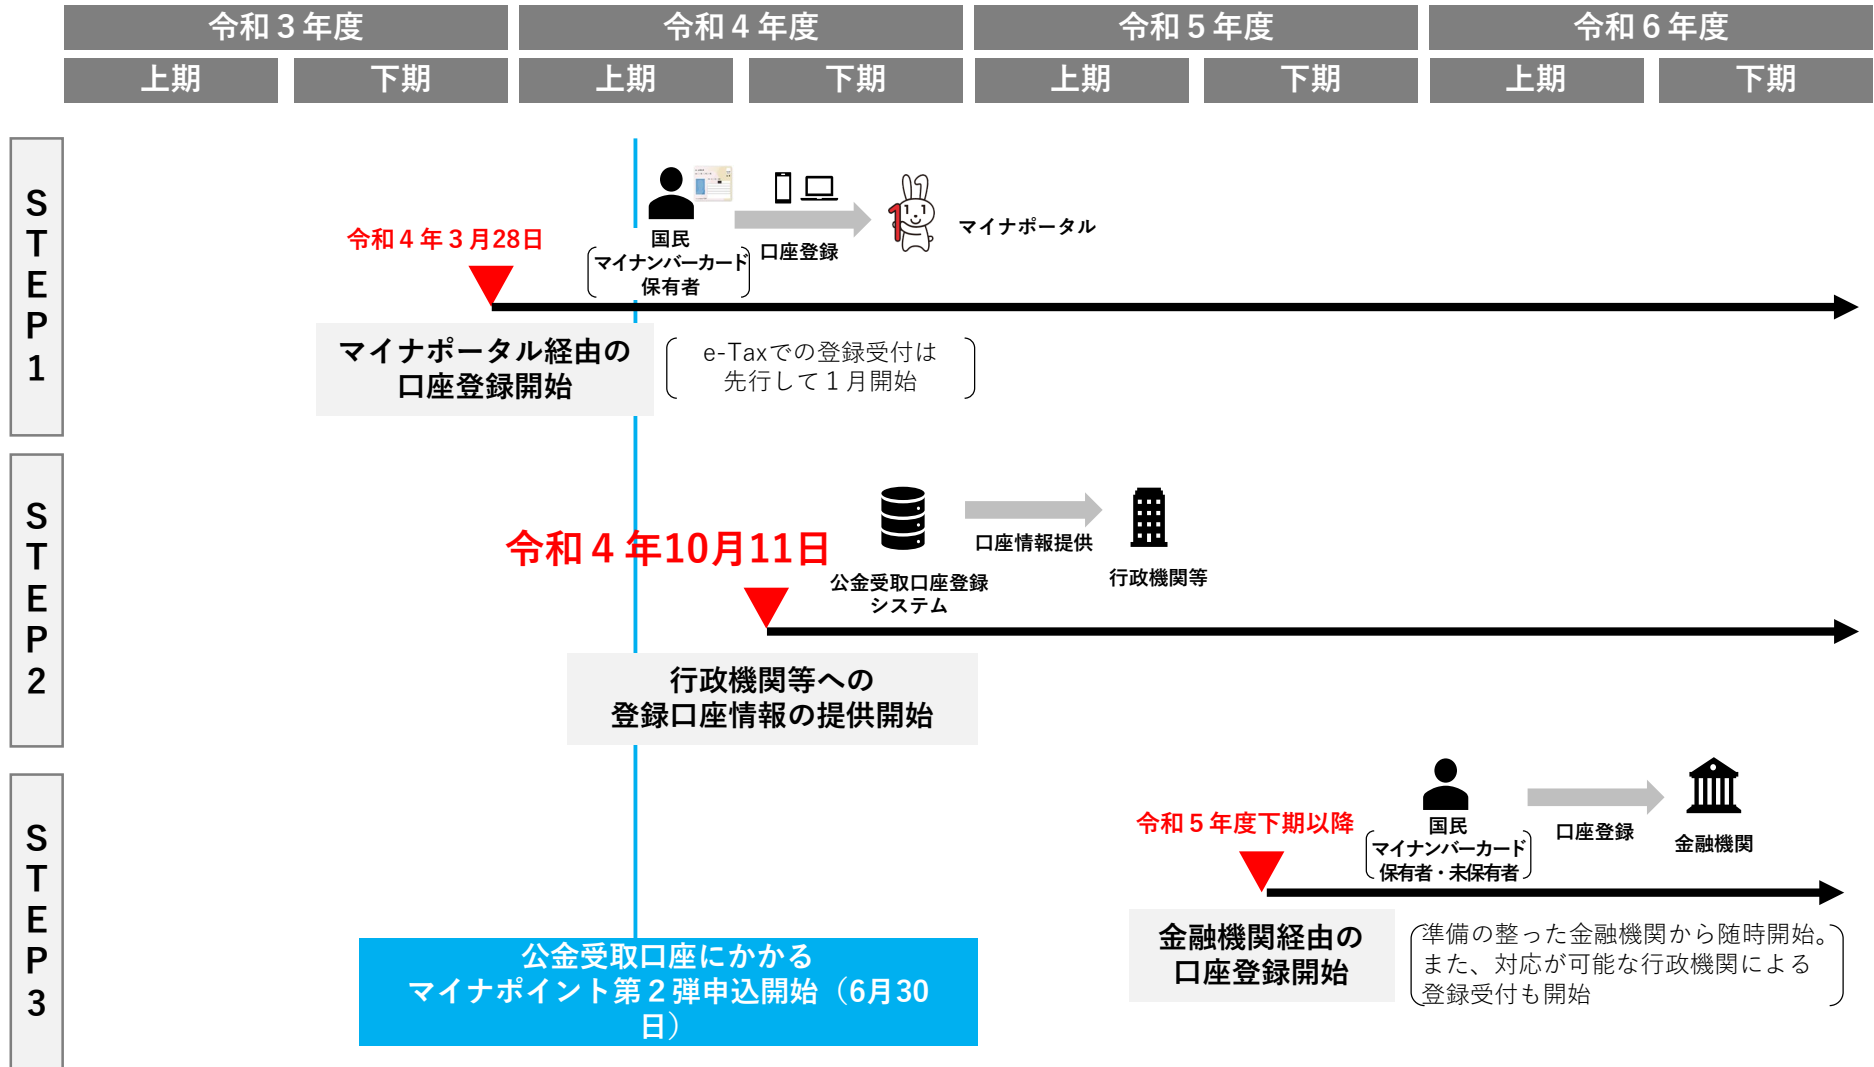 令和３年度
令和４年度
令和５年度
令和６年度
上期
下期
上期
下期
上期
下期
上期
下期
STEP1
令和４年３月28日
国民
マイナンバーカード
保有者
口座登録
マイナポータル
マイナポータル経由の
口座登録開始
e-Taxでの登録受付は
先行して１月開始
STEP2
令和４年10月11日
公金受取口座登録
システム
口座情報提供
行政機関等
行政機関等への
登録口座情報の提供開始
STEP3
令和５年度下期以降
国民
マイナンバーカード
保有者・未保有者
口座登録
金融機関
金融機関経由の
口座登録開始
準備の整った金融機関から随時開始。
また、対応が可能な行政機関による
登録受付も開始
公金受取口座にかかる
マイナポイント第２弾申込開始（6月30
日）